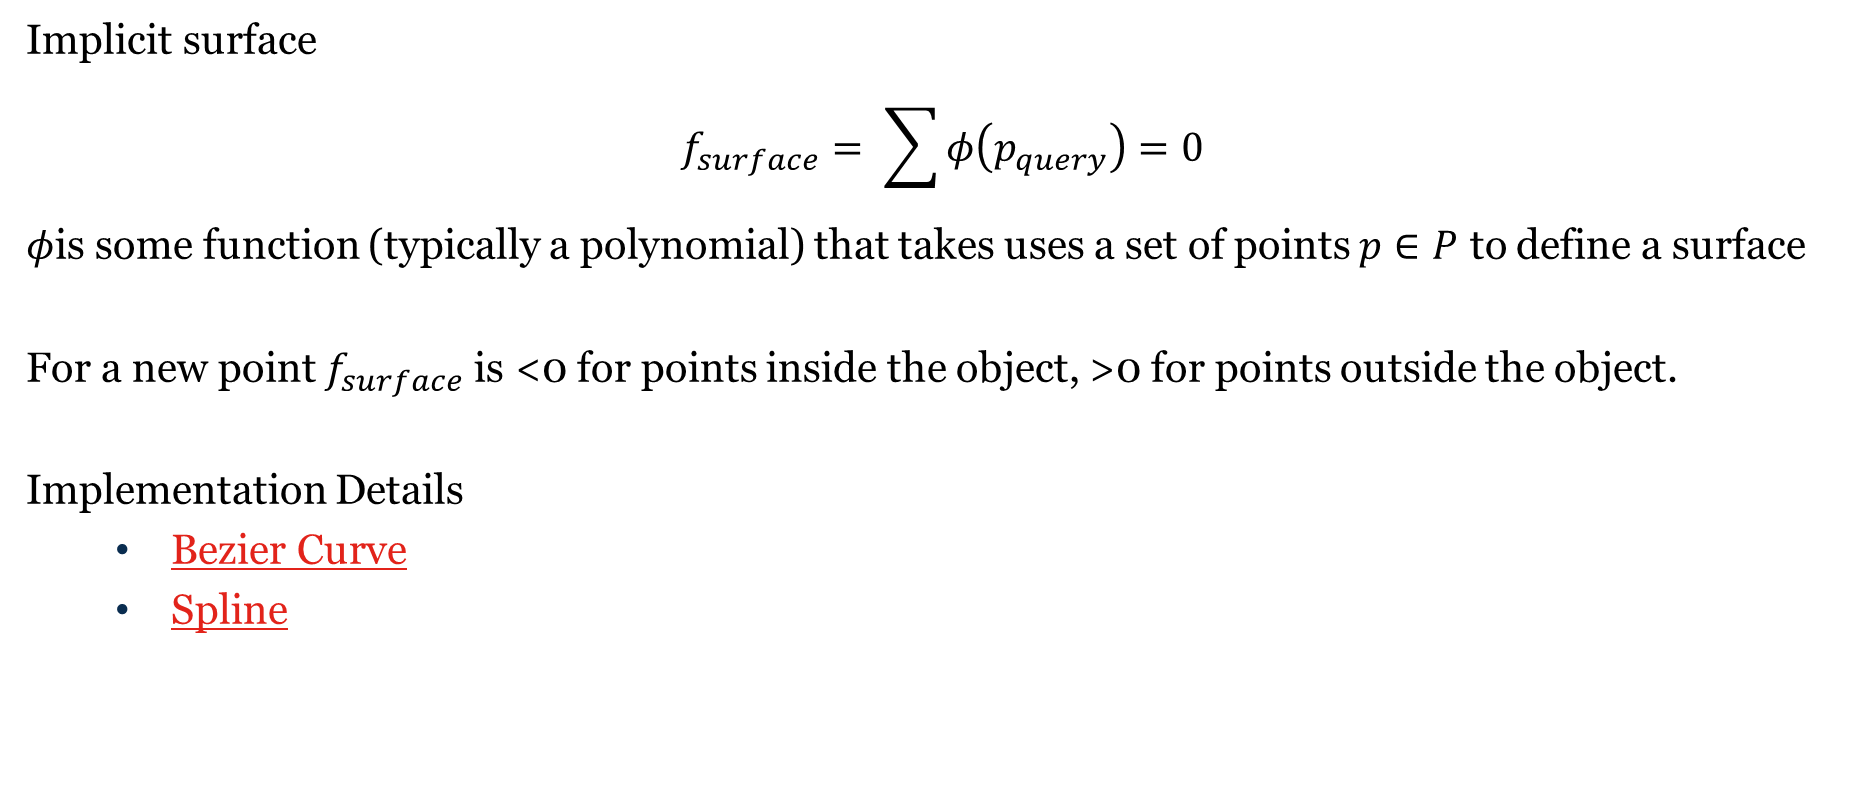 Implicit surface
f_surface = ∑ ϕ(p_query) = 0
ϕis some function (typically a polynomial) that takes uses a set of points p ∈ P to define a surface
For a new point f_surface is <0 for points inside the object, >0 for points outside the object.
Implementation Details
• Bezier Curve
• Spline